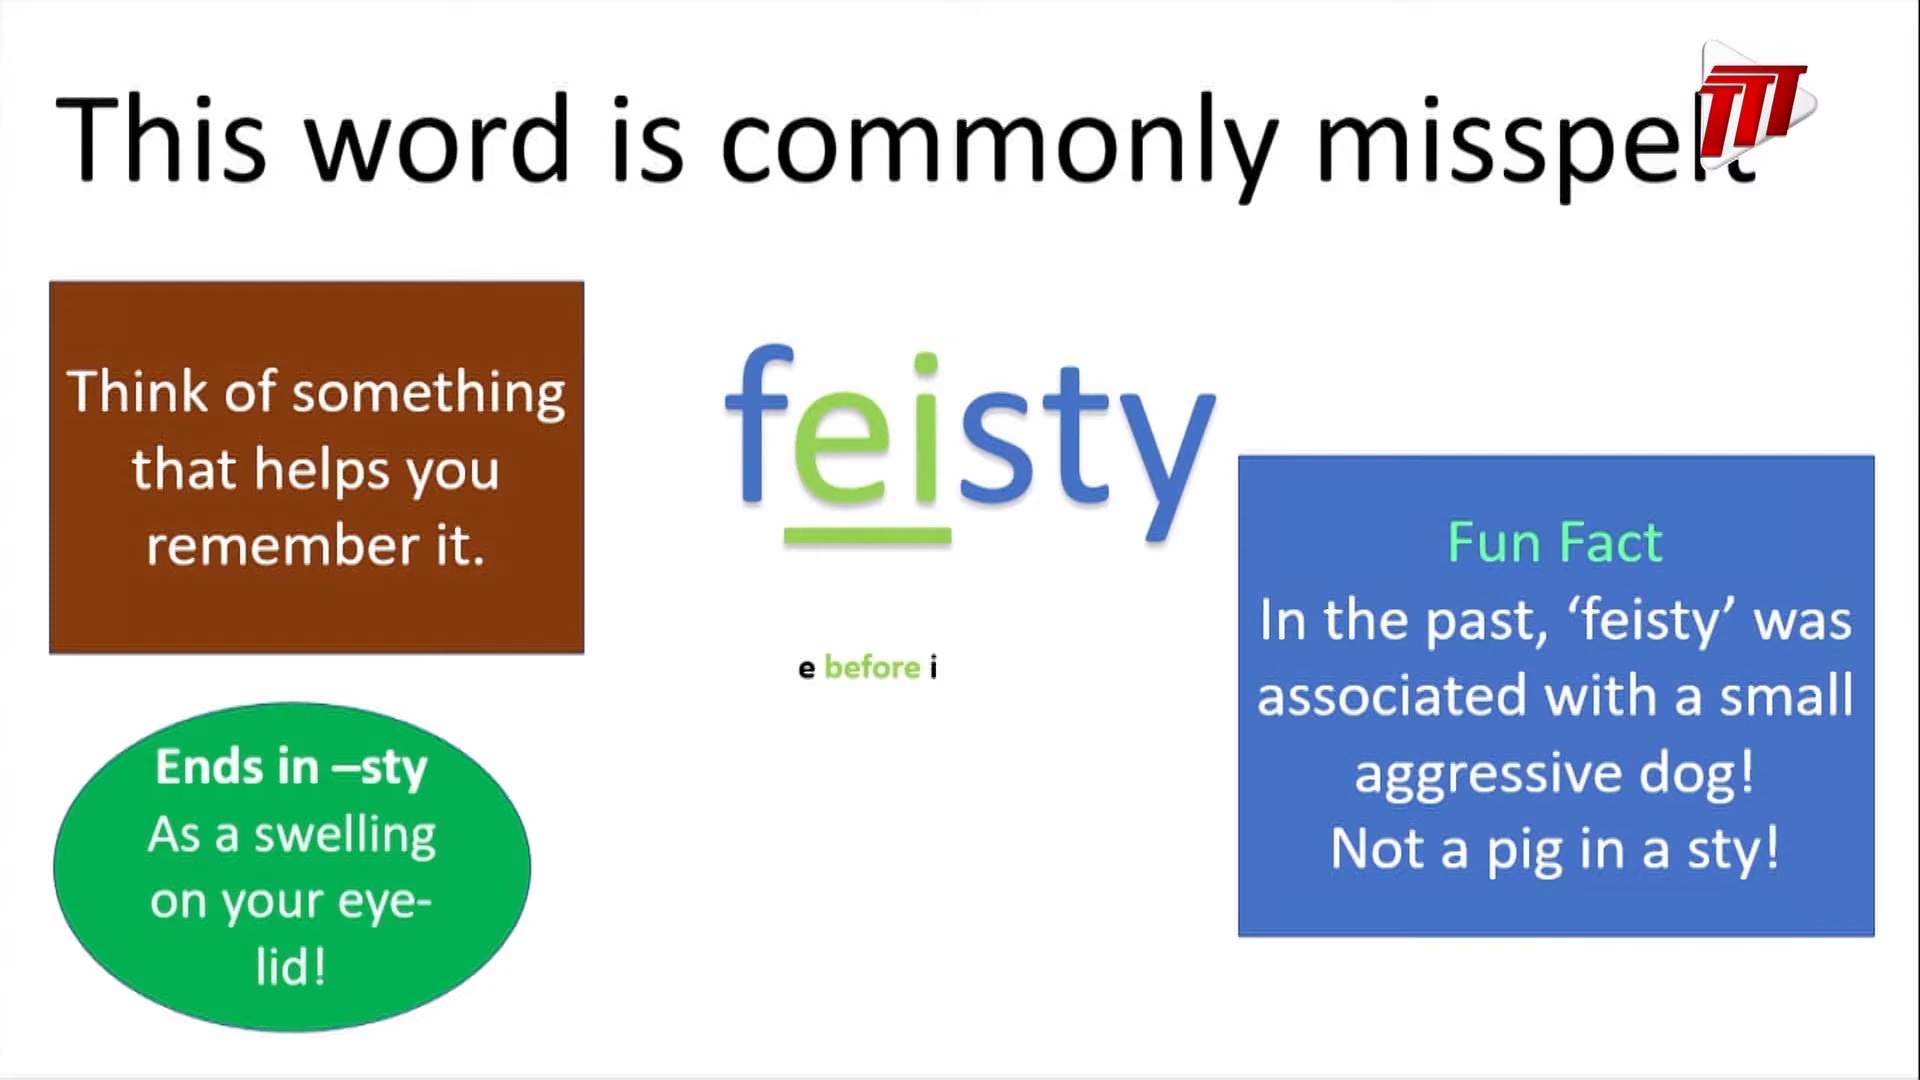 This word is commonly misspelt
TTT
Think of something
that helps you
remember it.
feisty
e before i
Ends in –sty
As a swelling
on your eye-
lid!
Fun Fact
In the past, ‘feisty’ was
associated with a small
aggressive dog!
Not a pig in a sty!